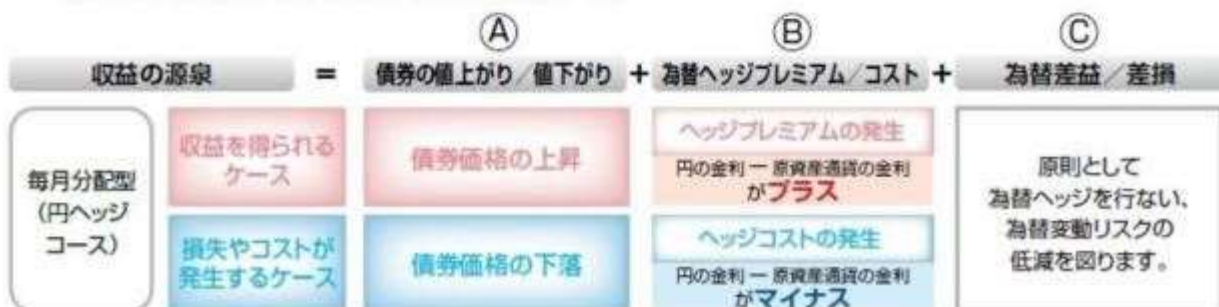 Ⓐ Ⓑ Ⓒ
収益の源泉 = 債券の値上がり/値下がり + 為替ヘッジプレミアム/コスト + 為替差益/差損
毎月分配型
(円ヘッジ
コース)
収益を得られる
ケース
債券価格の上昇
ヘッジプレミアムの発生
円の金利 ー 原資産通貨の金利
がプラス
損失やコストが
発生するケース
債券価格の下落
ヘッジコストの発生
円の金利 ー 原資産通貨の金利
がマイナス
原則として
為替ヘッジを行ない、
為替変動リスクの
低減を図ります。